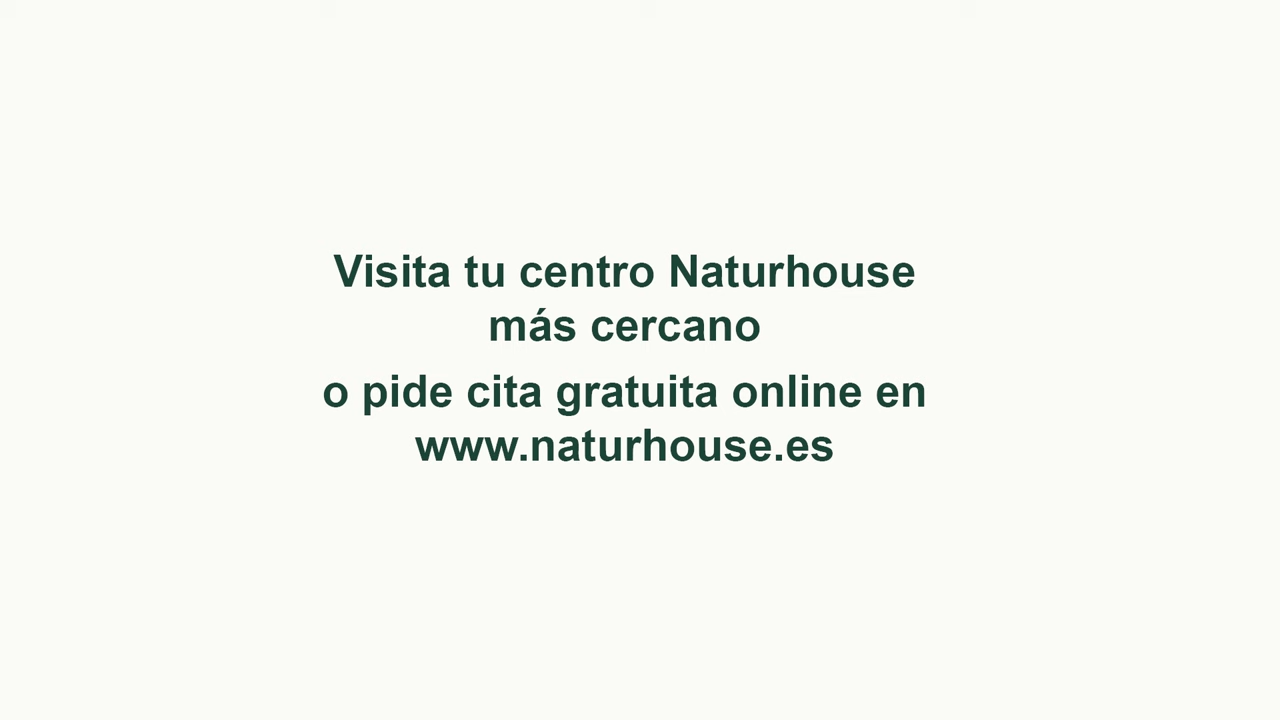 Visita tu centro Naturhouse
más cercano
o pide cita gratuita online en
www.naturhouse.es